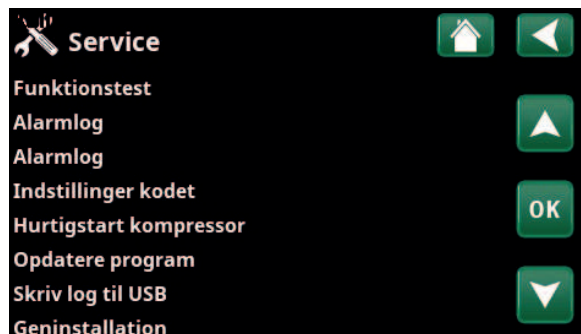 Service
Funktionstest
Alarmlog
Alarmlog
Indstillinger kodet
Hurtigstart kompressor
OK
Opdatere program
Skriv log til USB
Geninstallation